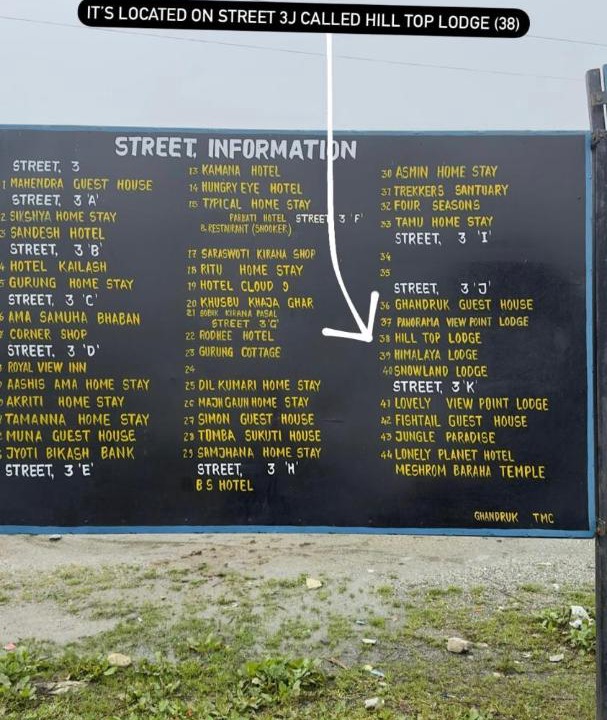 IT'S LOCATED ON STREET 3J CALLED HILL TOP LODGE (38)
STREET, INFORMATION
STREET, 3
1 MAHENDRA GUEST HOUSE
STREET, 3 'A'
2 SIKSHYA HOME STAY
3 SANDESH HOTEL
STREET, 3 'B'
4 HOTEL KAILASH
5 GURUNG HOME STAY
STREET, 3 'C'
6 AMA SAMUHA BHABAN
7 CORNER SHOP
STREET, 3 'D'
ROYAL VIEW INN
AASHIS AMA HOME STAY
AKRITI HOME STAY
TAMANNA HOME STAY
MUNA GUEST HOUSE
JYOTI BIKASH BANK
STREET, 3 'E'
13 KAMANA HOTEL
14 HUNGRY EYE HOTEL
15 TYPICAL HOME STAY
PARBATI HOTEL STREET 3 'F'
& RESTAURENT (SNOOKER)
17 SARASWOTI KIRANA SHOP
18 RITU HOME STAY
19 HOTEL CLOUD 9
20 KHUSBU KHAJA GHAR
21 KIRANA PASAL
STREET 3'G'
22 RODHEE HOTEL
23 GURUNG COTTAGE
24
25 DIL KUMARI HOME STAY
26 MAJH GAUN HOME STAY
27 SIMON GUEST HOUSE
28 TOMBA SUKUTI HOUSE
29 SAMJHANA HOME STAY
STREET, 3 'H'
B S HOTEL
30 ASMIN HOME STAY
31 TREKKERS SANTUARY
32 FOUR SEASONS
33 TAMU HOME STAY
STREET, 3 'I'
34
35
STREET, 3 'J'
36 GHANDRUK GUEST HOUSE
37 PANORAMA VIEW POINT LODGE
38 HILL TOP LODGE
39 HIMALAYA LODGE
40 SNOWLAND LODGE
STREET, 3'K'
41 LOVELY VIEW POINT LODGE
42 FISHTAIL GUEST HOUSE
43 JUNGLE PARADISE
44 LONELY PLANET HOTEL
MESHROM BARAHA TEMPLE
GHANDRUK TMC